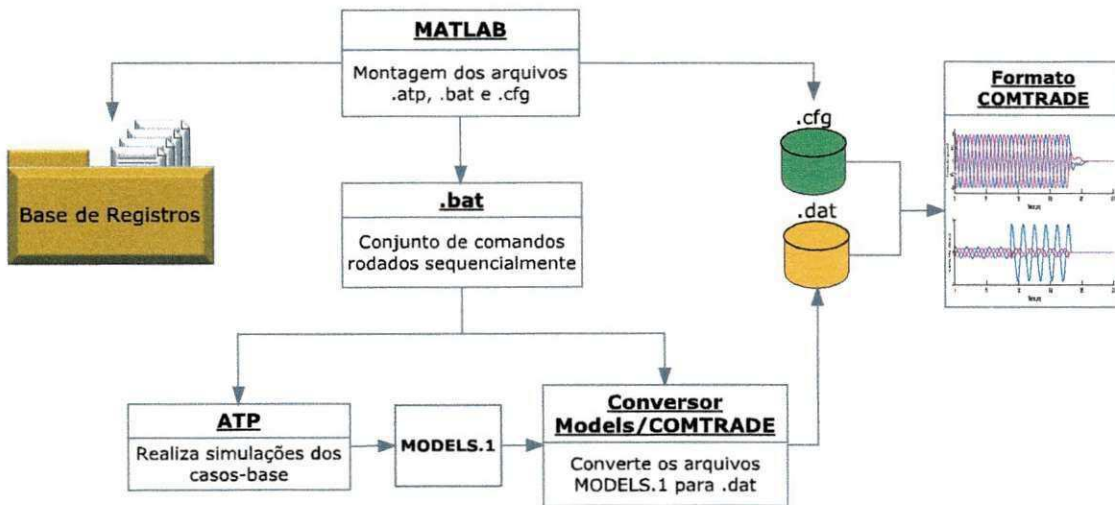 MATLAB
Montagem dos arquivos
.atp, .bat e .cfg
Base de Registros
.bat
Conjunto de comandos
rodados sequencialmente
ATP
Realiza simulações dos
casos-base
MODELS.1
Conversor
Models/COMTRADE
Converte os arquivos
MODELS.1 para .dat
.cfg
.dat
Formato
COMTRADE